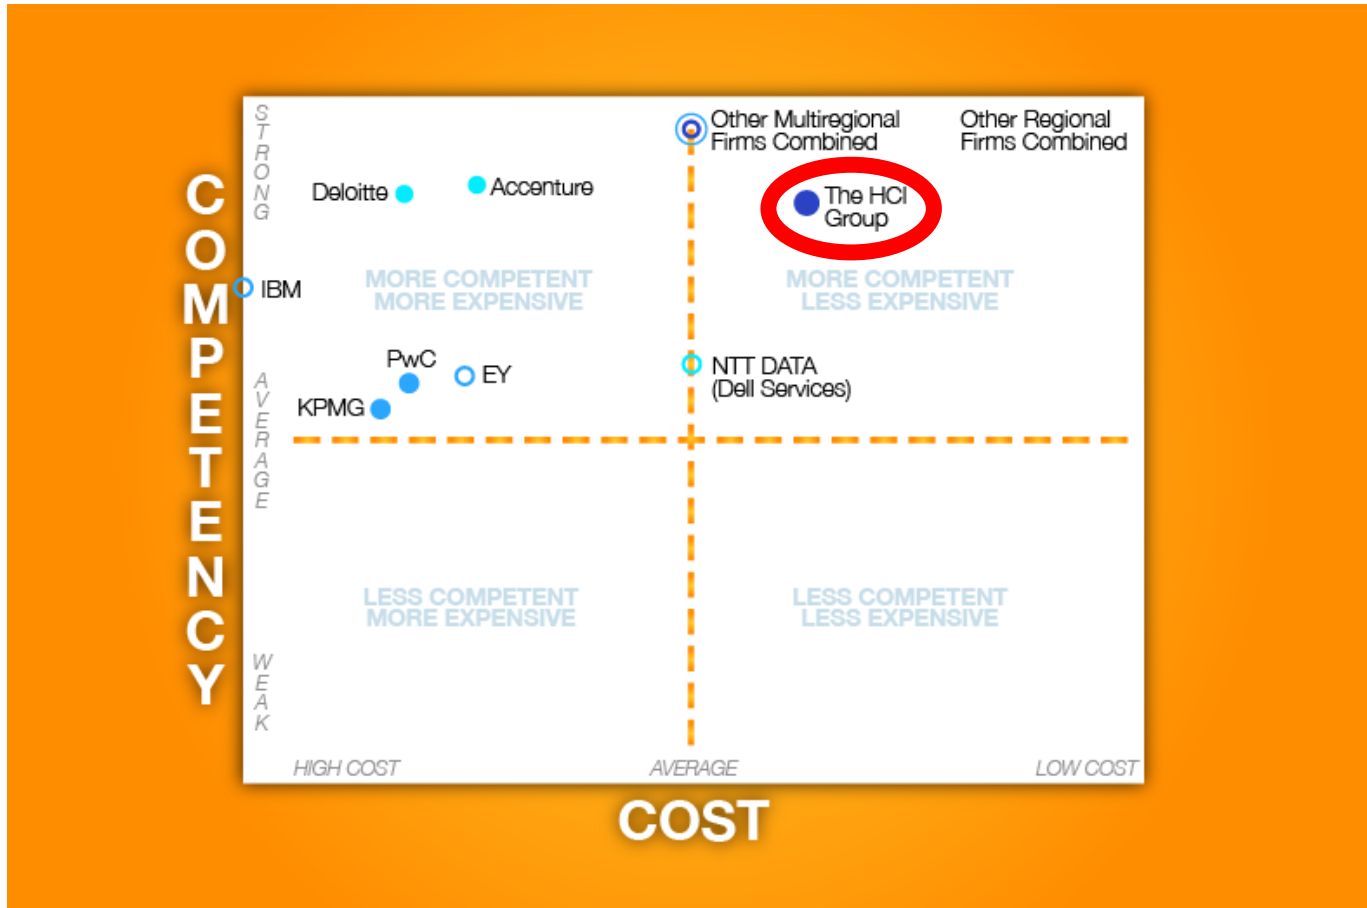 COMPETENCY
STRONG
AVERAGE
WEAK
Other Multiregional
Firms Combined
Other Regional
Firms Combined
Deloitte
Accenture
The HCI
Group
IBM
MORE COMPETENT
MORE EXPENSIVE
MORE COMPETENT
LESS EXPENSIVE
PwC
EY
KPMG
NTT DATA
(Dell Services)
LESS COMPETENT
MORE EXPENSIVE
LESS COMPETENT
LESS EXPENSIVE
HIGH COST
AVERAGE
LOW COST
COST